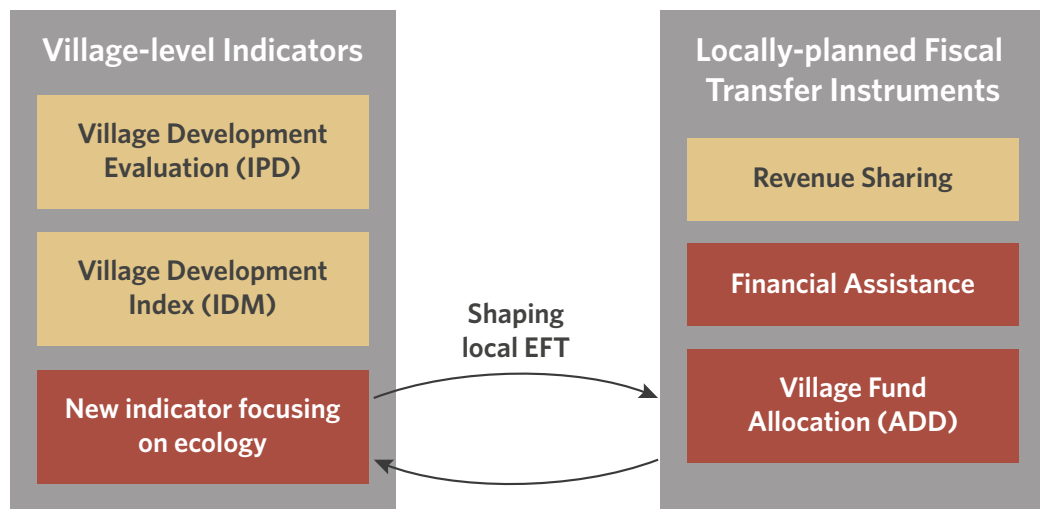 Village-level Indicators
Village Development
Evaluation (IPD)
Village Development
Index (IDM)
New indicator focusing
on ecology
Shaping
local EFT
Locally-planned Fiscal
Transfer Instruments
Revenue Sharing
Financial Assistance
Village Fund
Allocation (ADD)